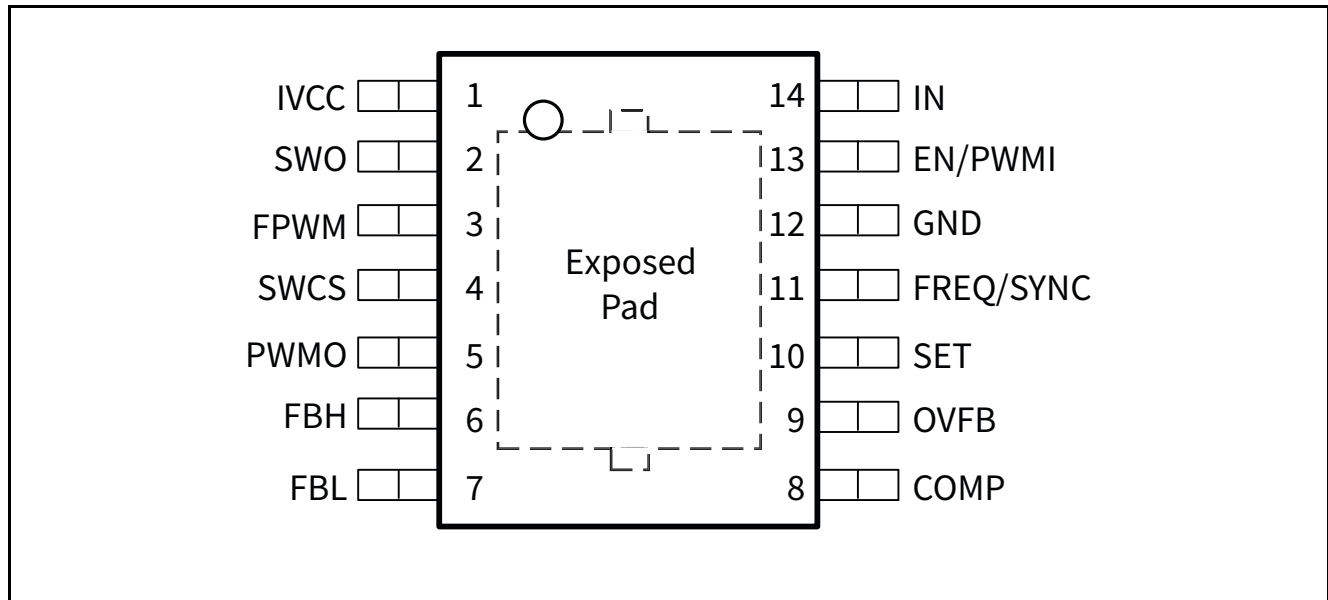 IVCC 1 14 IN
SWO 2 13 EN/PWMI
FPWM 3 12 GND
Exposed
SWCS 4 11 FREQ/SYNC
Pad
PWMO 5 10 SET
FBH 6 9 OVFB
FBL 7 8 COMP